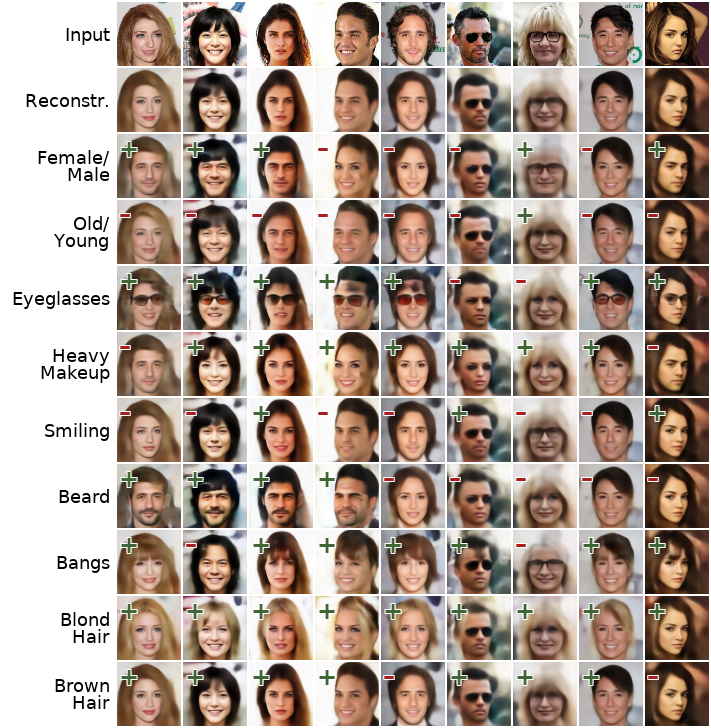 Input
Reconstr.
Female/
Male
Old/
Young
Eyeglasses
Heavy
Makeup
Smiling
Beard
Bangs
Blond
Hair
Brown
Hair